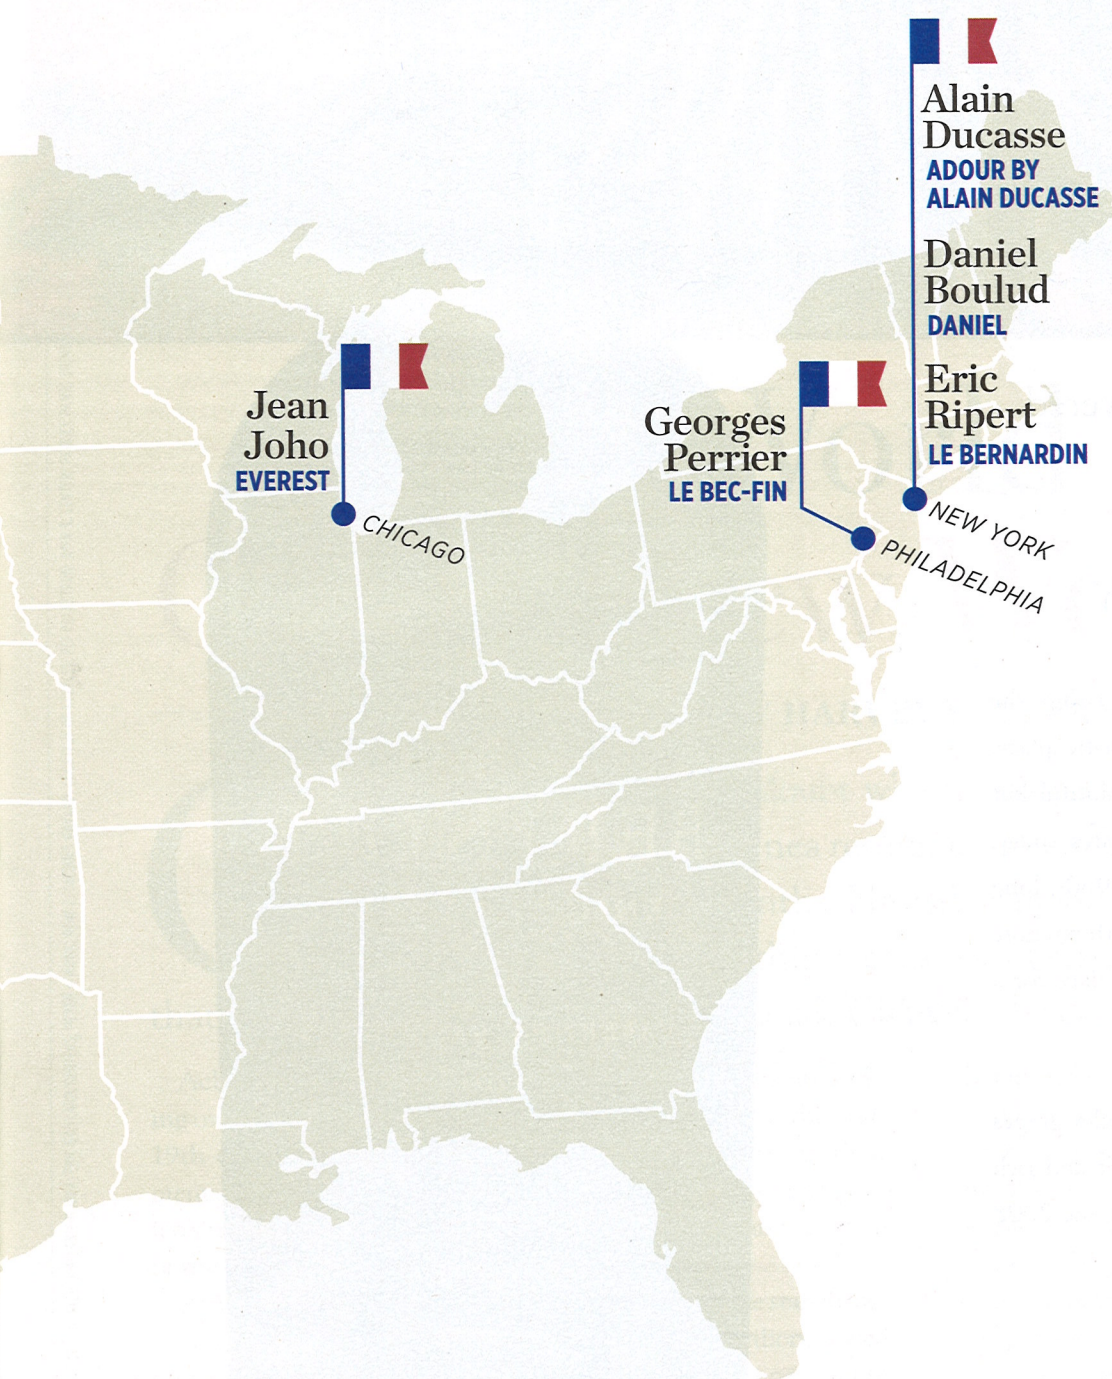 Alain
Ducasse
ADOUR BY
ALAIN DUCASSE
Daniel
Boulud
DANIEL
Eric
Ripert
LE BERNARDIN
NEW YORK
Georges
Perrier
LE BEC-FIN
PHILADELPHIA
Jean
Joho
EVEREST
CHICAGO